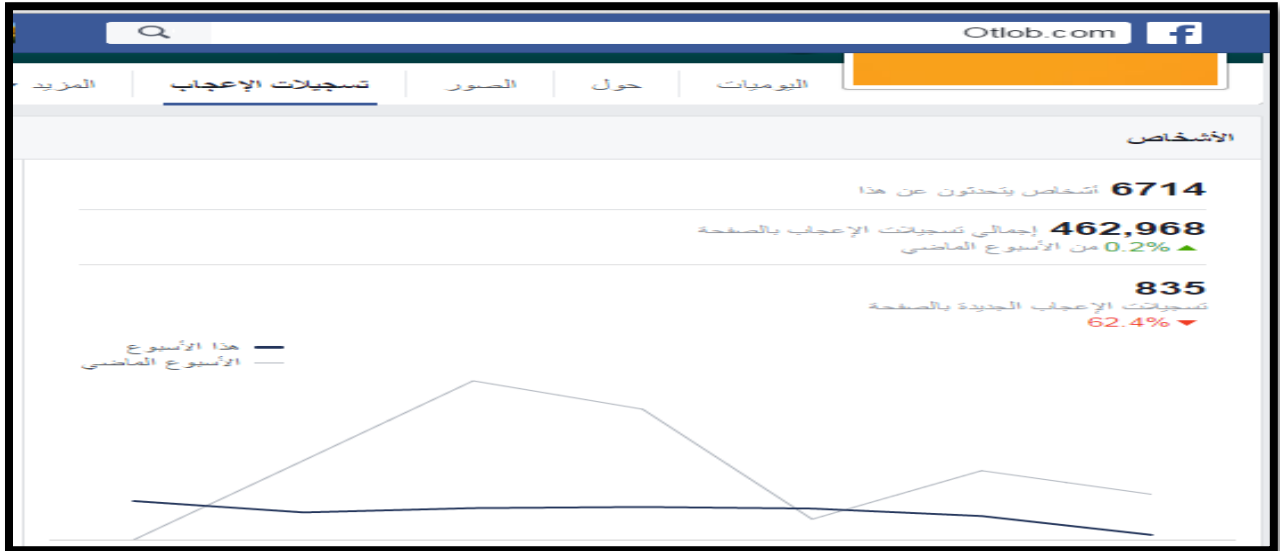 Otlob.com
اليوميات
حول
الصور
تسجيلات الإعجاب
المزيد
الأشخاص
6714 أشخاص يتحدثون عن هذا
462,968 إجمالي تسجيلات الإعجاب بالصفحة
0.2% من الأسبوع الماضي
835
تسجيلات الإعجاب الجديدة بالصفحة
62.4%
هذا الأسبوع
الأسبوع الماضي